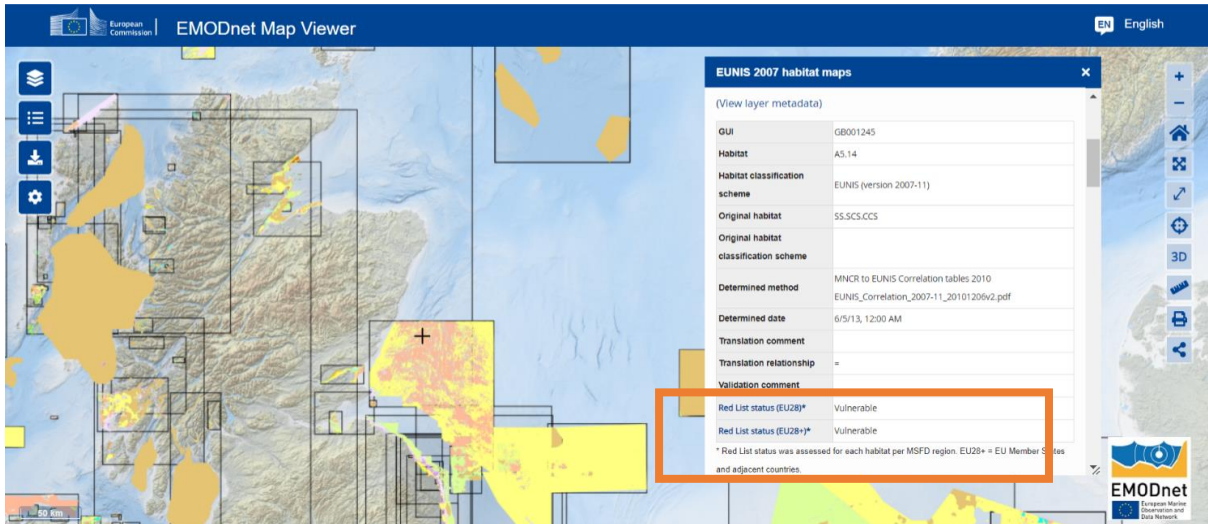 European
Commission
EMODnet Map Viewer
EN English
EUNIS 2007 habitat maps ×
(View layer metadata)
GUI GB001245
Habitat A5.14
Habitat classification
scheme
EUNIS (version 2007-11)
Original habitat SS.SCS.CCS
Original habitat
classification scheme
Determined method
MNCR to EUNIS Correlation tables 2010
EUNIS_Correlation_2007-11_20101206v2.pdf
Determined date 6/5/13, 12:00 AM
Translation comment
Translation relationship =
Validation comment
Red List status (EU28)* Vulnerable
Red List status (EU28+)* Vulnerable
* Red List status was assessed for each habitat per MSFD region. EU28+ = EU Member States
and adjacent countries.
+
−
3D
50 Km
EMODnet
European Marine
Observation and
Data Network